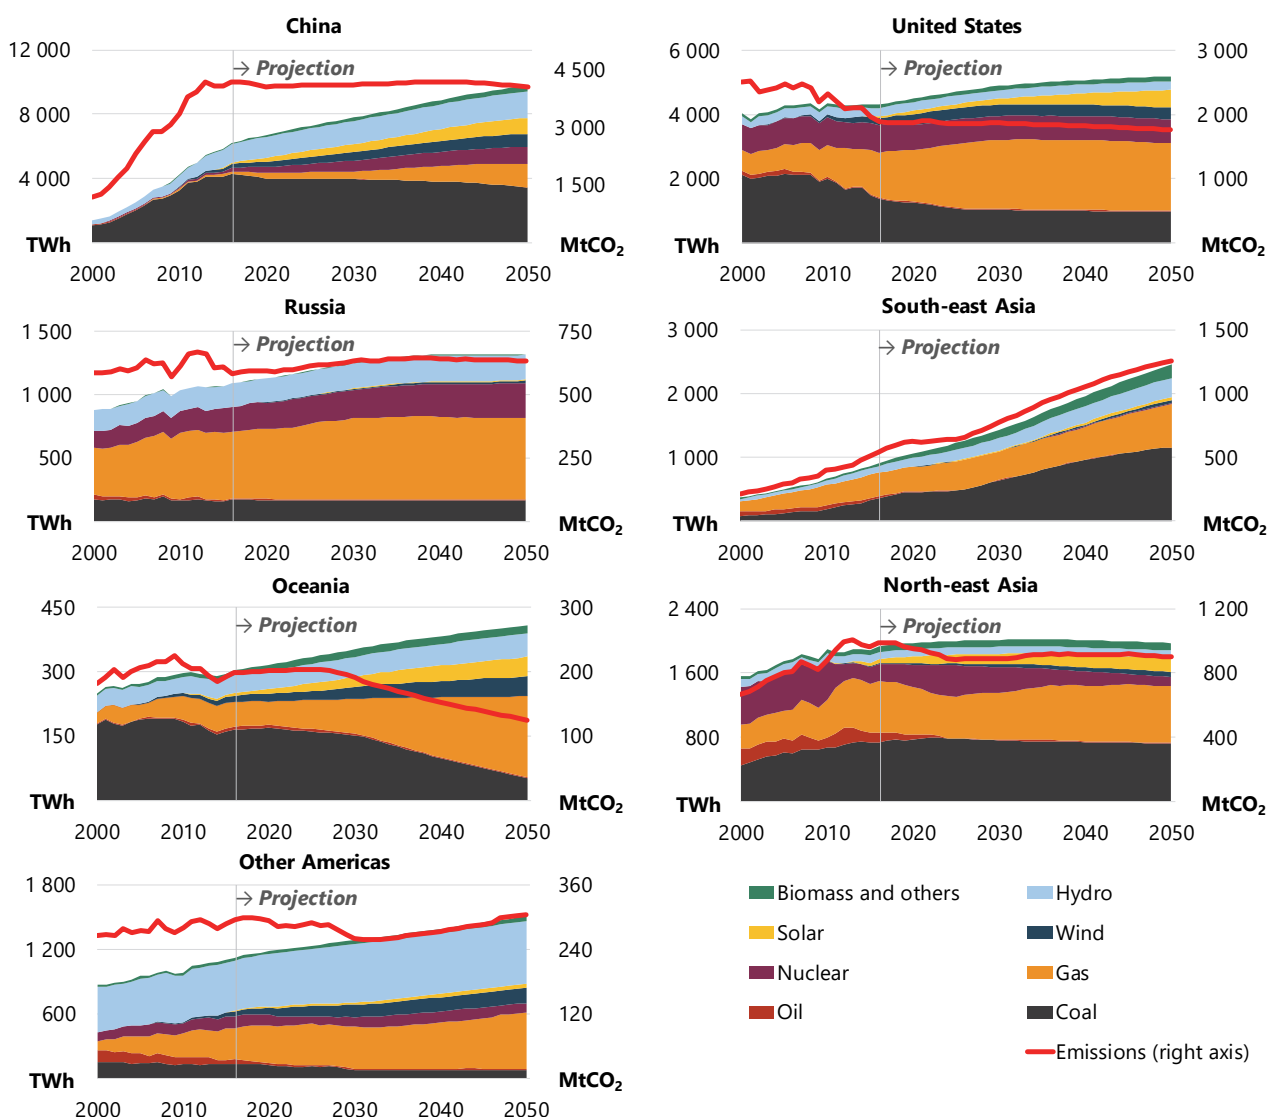 China
12 000
8 000
4 000
TWh
4 500
3 000
1 500
MtCO2
→ Projection
2000 2010 2020 2030 2040 2050
United States
6 000
4 000
2 000
TWh
3 000
2 000
1 000
MtCO2
→ Projection
2000 2010 2020 2030 2040 2050
Russia
1 500
1 000
500
TWh
750
500
250
MtCO2
→ Projection
2000 2010 2020 2030 2040 2050
South-east Asia
3 000
2 000
1 000
TWh
1 500
1 000
500
MtCO2
→ Projection
2000 2010 2020 2030 2040 2050
Oceania
450
300
150
TWh
300
200
100
MtCO2
→ Projection
2000 2010 2020 2030 2040 2050
North-east Asia
2 400
1 600
800
TWh
1 200
800
400
MtCO2
→ Projection
2000 2010 2020 2030 2040 2050
Other Americas
1 800
1 200
600
TWh
360
240
120
MtCO2
→ Projection
2000 2010 2020 2030 2040 2050
Biomass and others
Hydro
Solar
Wind
Nuclear
Gas
Oil
Coal
Emissions (right axis)